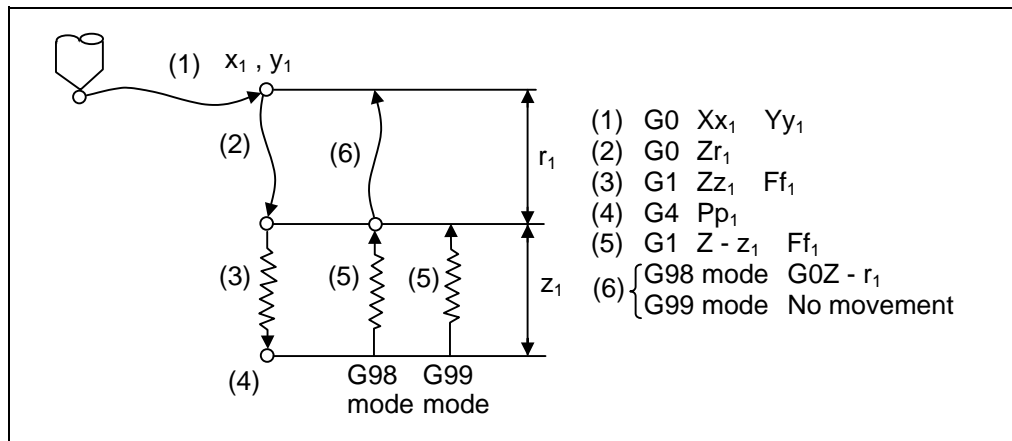 (1) x₁ , y₁
(2)
(6)
r₁
(3)
(5)
(5)
z₁
(4)
G98 mode
G99 mode
(1) G0 Xx₁ Yy₁
(2) G0 Zr₁
(3) G1 Zz₁ Ff₁
(4) G4 Pp₁
(5) G1 Z - z₁ Ff₁
(6) { G98 mode G0Z - r₁
G99 mode No movement